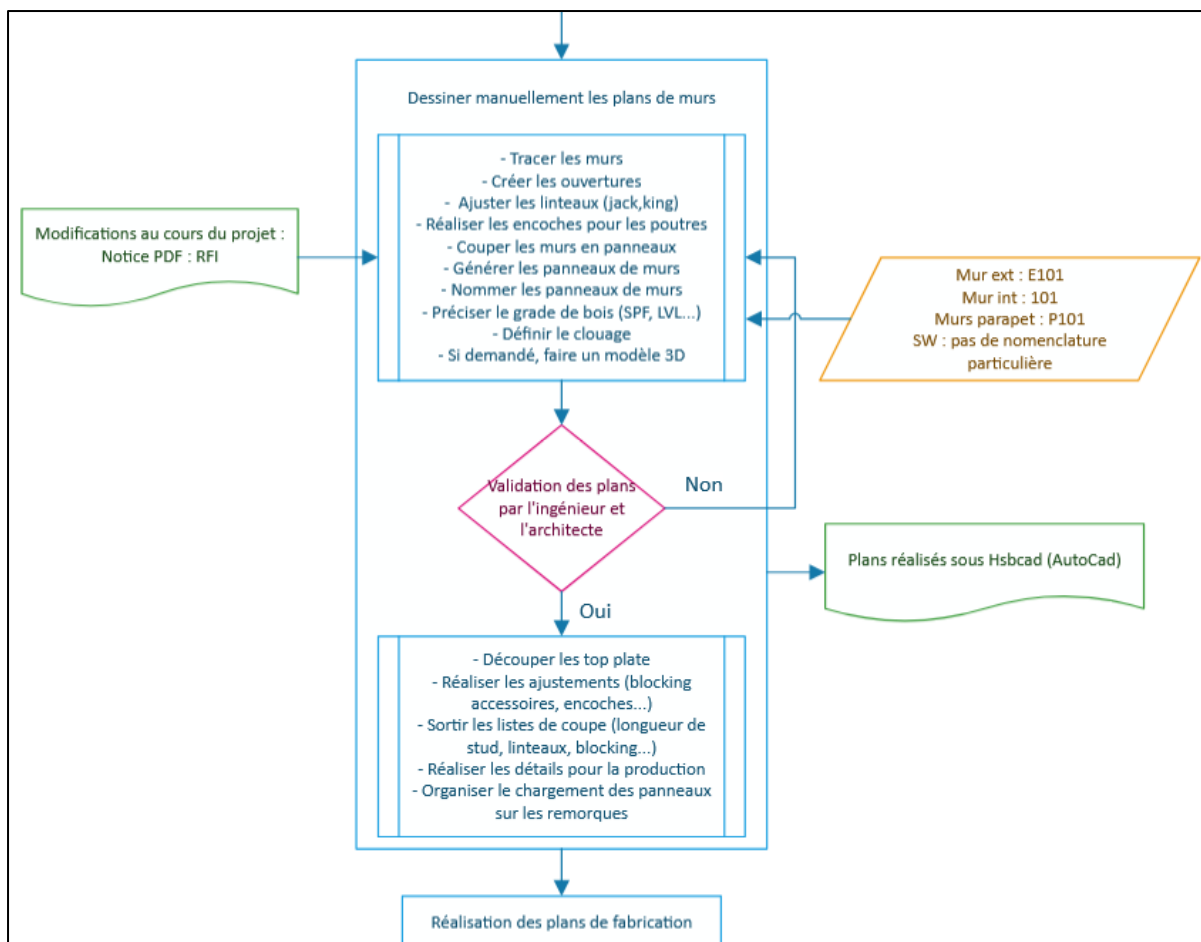 Dessiner manuellement les plans de murs
- Tracer les murs
- Créer les ouvertures
- Ajuster les linteaux (jack,king)
- Réaliser les encoches pour les poutres
- Couper les murs en panneaux
- Générer les panneaux de murs
- Nommer les panneaux de murs
- Préciser le grade de bois (SPF, LVL...)
- Définir le clouage
- Si demandé, faire un modèle 3D
Modifications au cours du projet :
Notice PDF : RFI
Mur ext : E101
Mur int : 101
Murs parapet : P101
SW : pas de nomenclature
particulière
Validation des plans
par l'ingénieur et
l'architecte
Non
Plans réalisés sous Hsbcad (AutoCad)
Oui
- Découper les top plate
- Réaliser les ajustements (blocking
accessoires, encoches...)
- Sortir les listes de coupe (longueur de
stud, linteaux, blocking...)
- Réaliser les détails pour la production
- Organiser le chargement des panneaux
sur les remorques
Réalisation des plans de fabrication